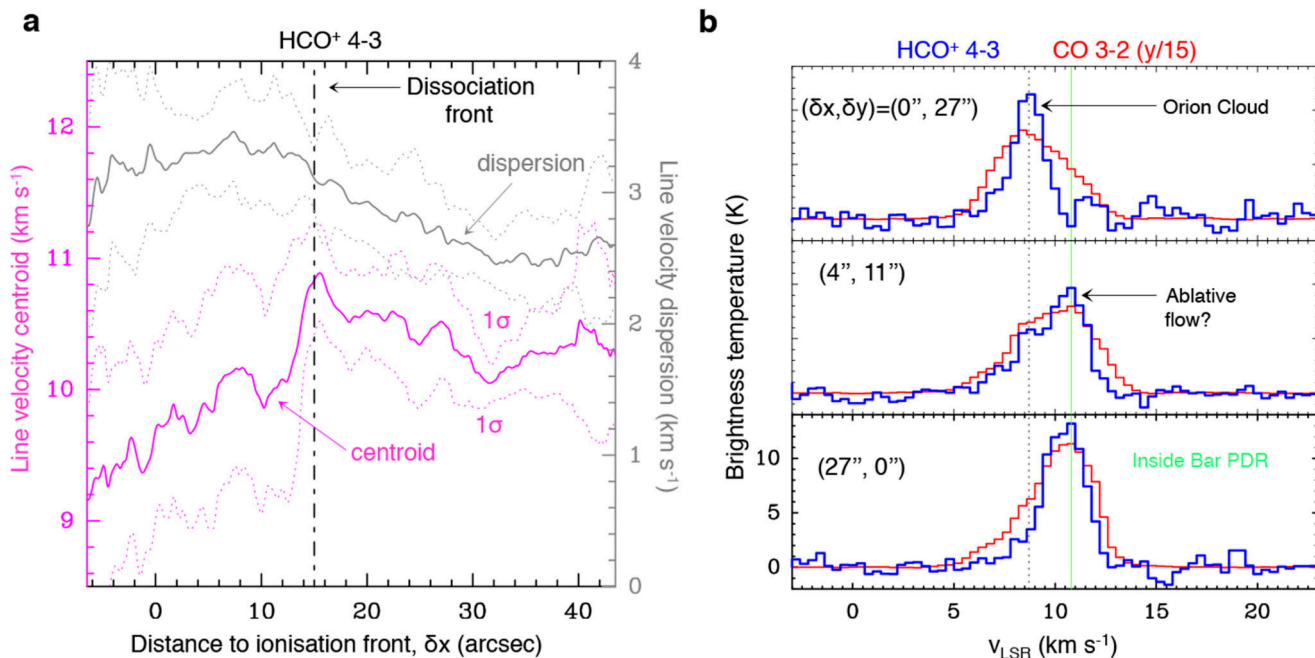 a
HCO⁺ 4-3
Dissociation
front
dispersion
1σ
1σ
centroid
12
11
10
9
Line velocity centroid (km s⁻¹)
4
3
2
1
0
Line velocity dispersion (km s⁻¹)
0 10 20 30 40
Distance to ionisation front, δx (arcsec)
b
HCO⁺ 4-3 CO 3-2 (y/15)
(δx,δy)=(0”, 27”)
Orion Cloud
(4”, 11”)
Ablative
flow?
(27”, 0”)
Inside Bar PDR
Brightness temperature (K)
10
5
0
0 5 10 15 20
v_LSR (km s⁻¹)